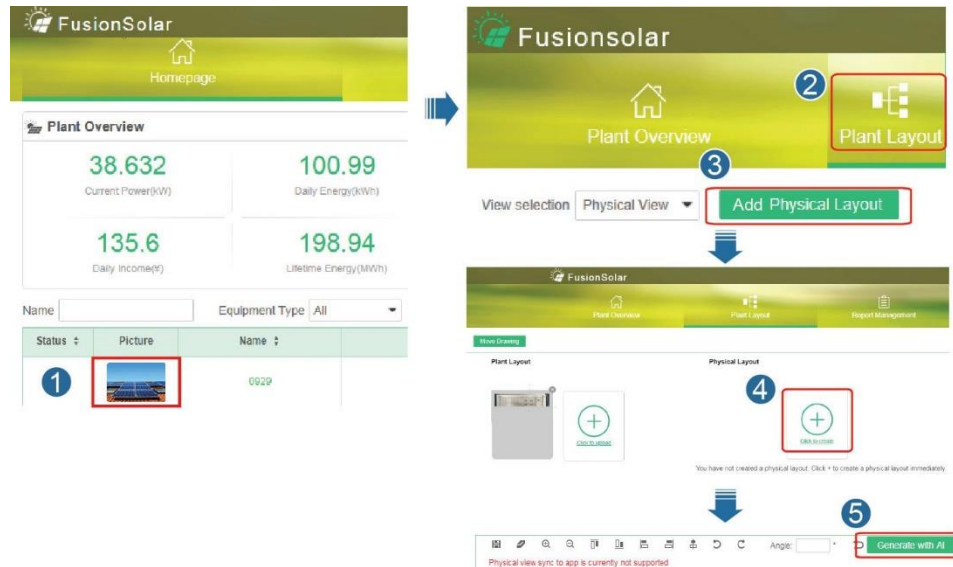 FusionSolar
Homepage
Plant Overview
38.632
100.99
Current Power(kW)
Daily Energy(kWh)
135.6
198.94
Daily Income(¥)
Lifetime Energy(MWh)
Name
Equipment Type All
Status Picture Name
1
0929
Fusionsolar
2
Plant Overview
Plant Layout
3
View selection Physical View
Add Physical Layout
FusionSolar
Plant Overview
Plant Layout
Report Management
Move Drawing
Plant Layout
Physical Layout
4
Click to upload
Click to create
You have not created a physical layout. Click + to create a physical layout immediately.
5
Angle: °
Generate with AI
Physical view sync to app is currently not supported